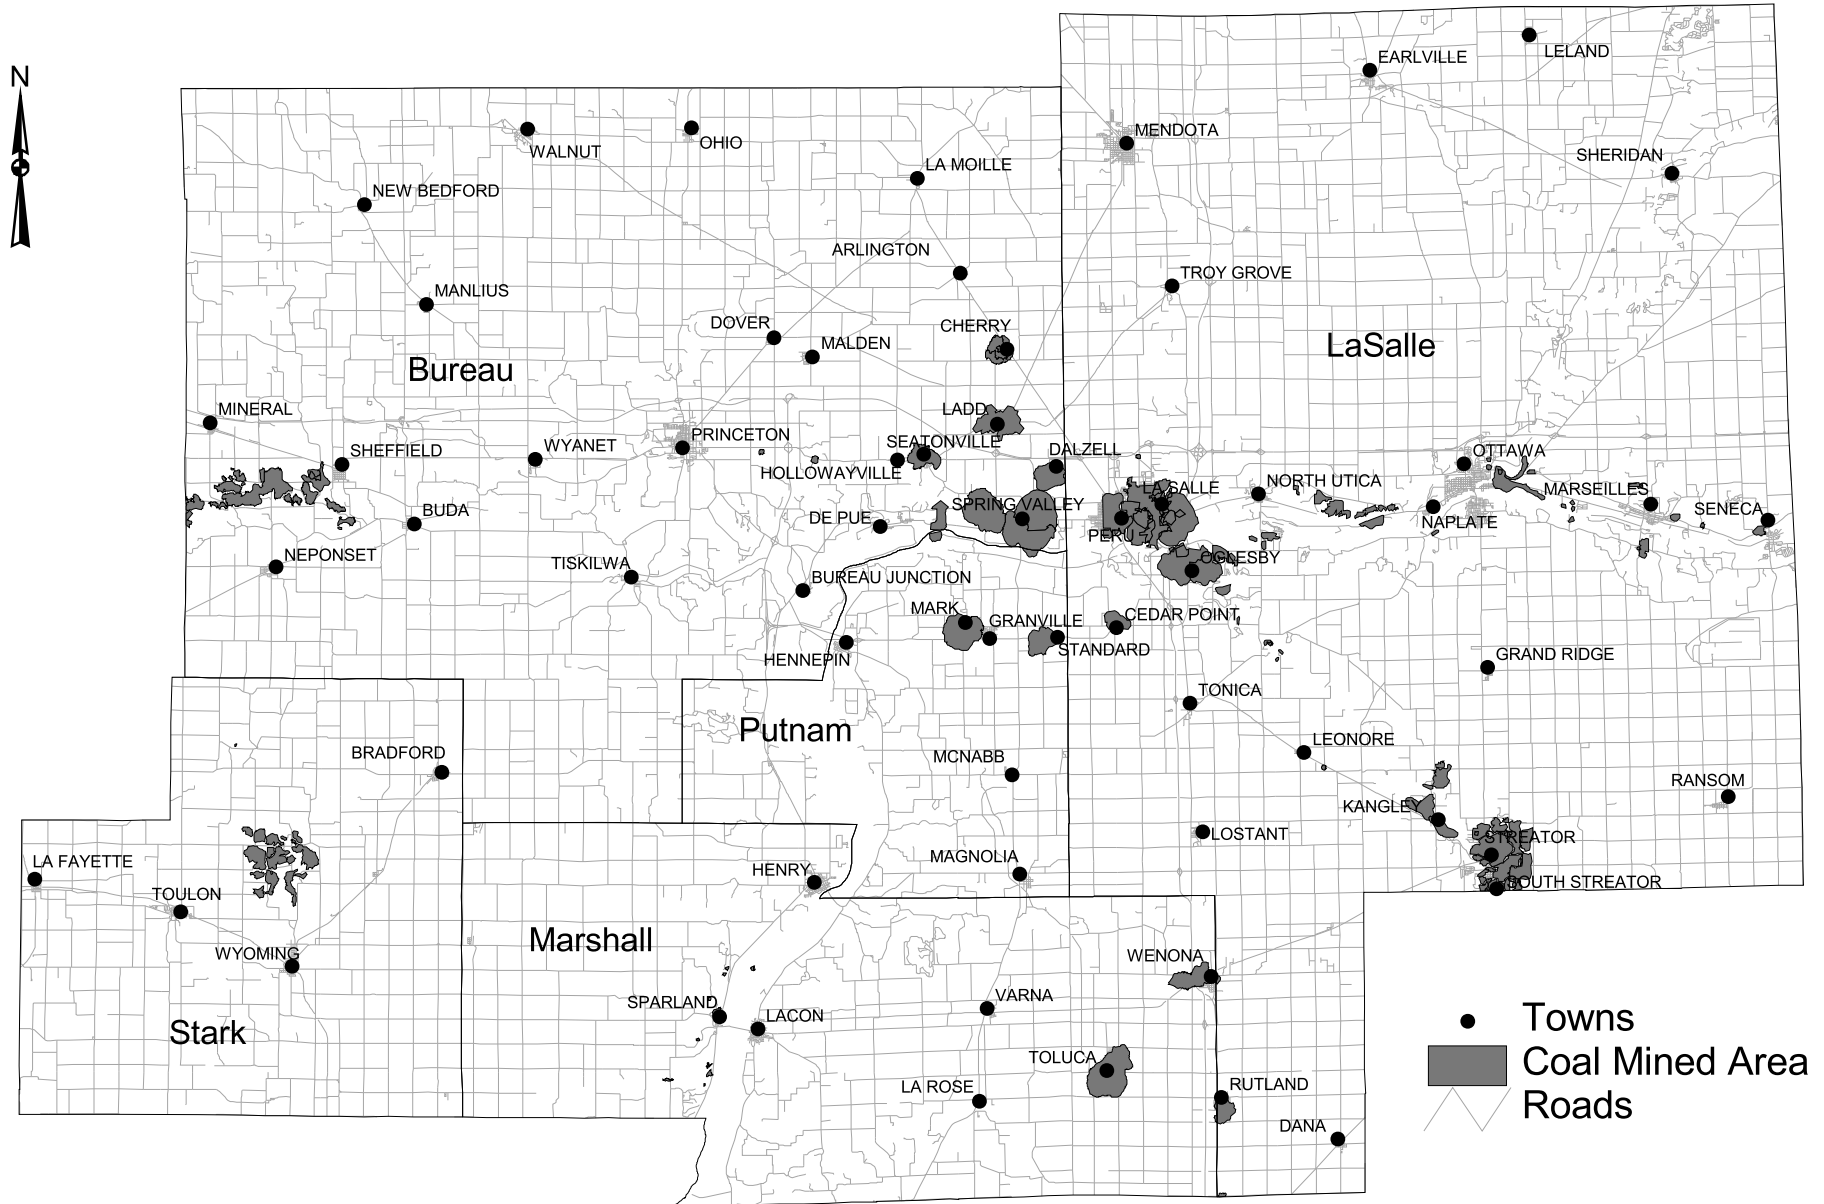 N
LELAND
EARLVILLE
MENDOTA
OHIO
WALNUT
SHERIDAN
LA MOILLE
NEW BEDFORD
ARLINGTON
TROY GROVE
MANLIUS
DOVER
CHERRY
MALDEN
LaSalle
Bureau
MINERAL
LADD
PRINCETON
SEATONVILLE
WYANET
SHEFFIELD
DALZELL
OTTAWA
HOLLOWAYVILLE
NORTH UTICA
LA SALLE
MARSEILLES
SPRING VALLEY
BUDA
SENECA
DE PUE
NAPLATE
PERU
NEPONSET
OGLESBY
TISKILWA
BUREAU JUNCTION
MARK
CEDAR POINT
GRANVILLE
STANDARD
GRAND RIDGE
HENNEPIN
TONICA
Putnam
LEONORE
BRADFORD
MCNABB
RANSOM
KANGLEY
LOSTANT
STREATOR
MAGNOLIA
LA FAYETTE
HENRY
SOUTH STREATOR
TOULON
Marshall
WYOMING
WENONA
VARNA
SPARLAND
LACON
Towns
Stark
TOLUCA
Coal Mined Area
RUTLAND
LA ROSE
Roads
DANA